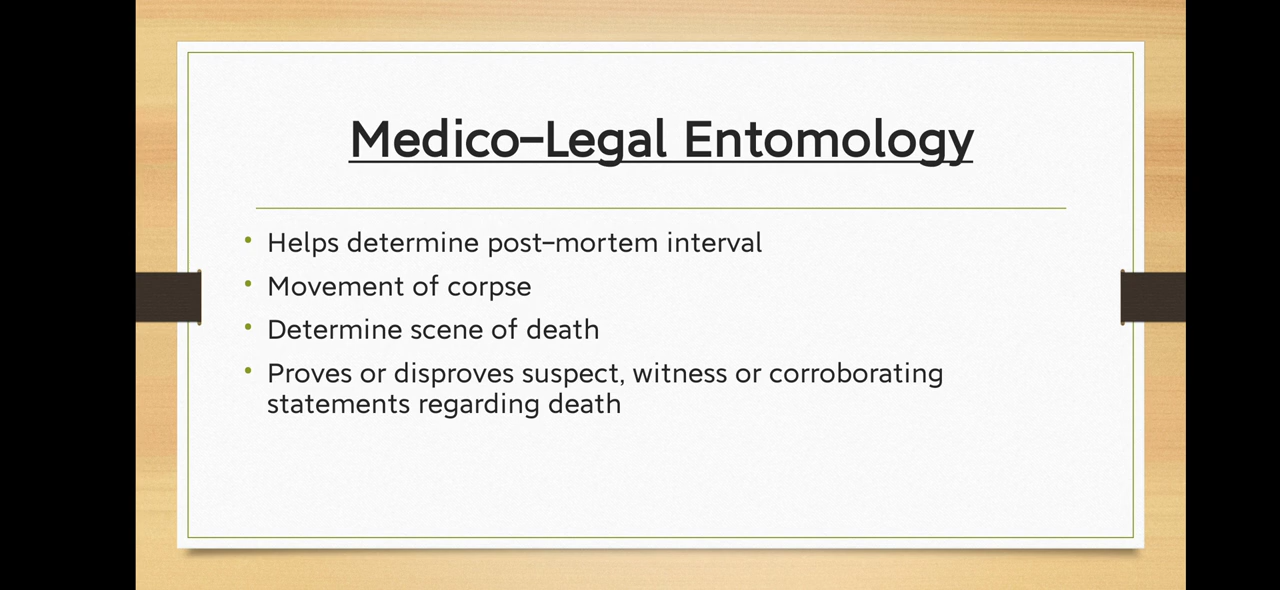 Medico-Legal Entomology
• Helps determine post-mortem interval
• Movement of corpse
• Determine scene of death
• Proves or disproves suspect, witness or corroborating
statements regarding death